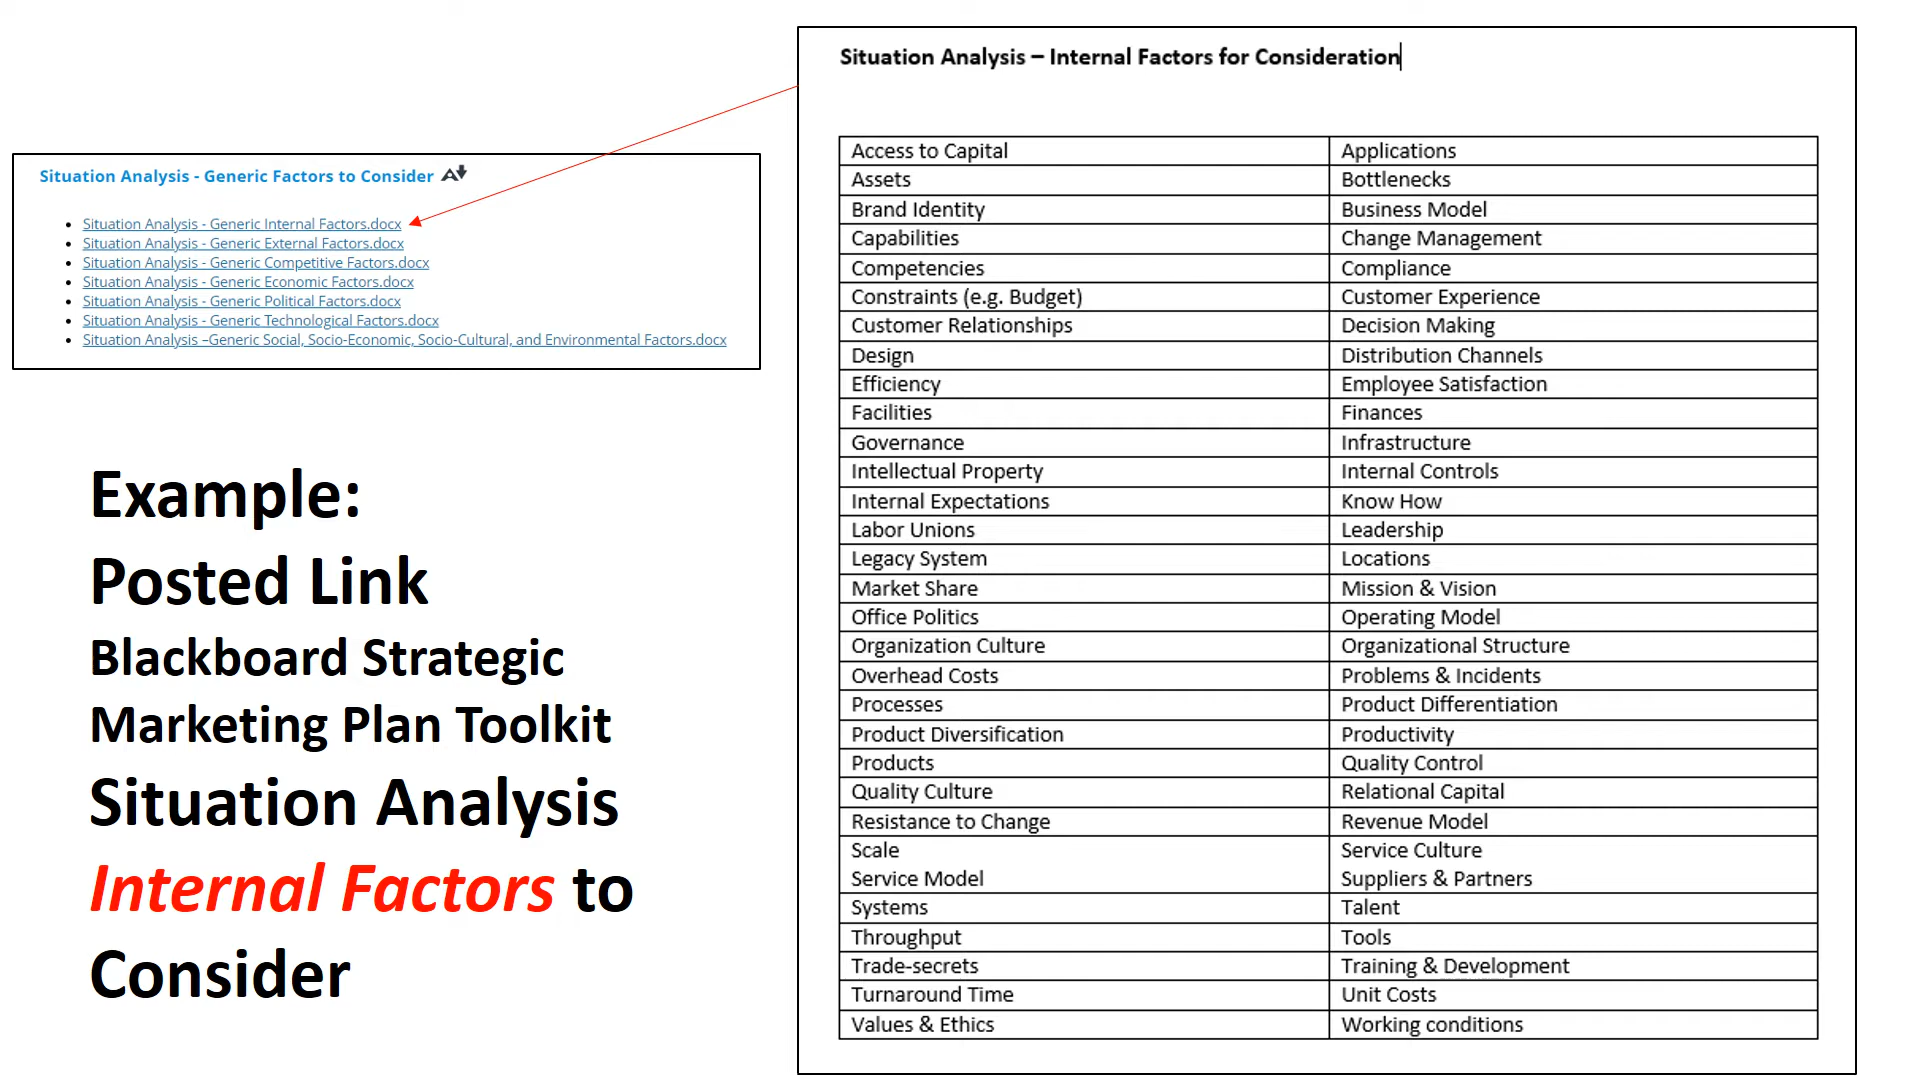 Situation Analysis - Generic Factors to Consider
Situation Analysis - Generic Internal Factors.docx
Situation Analysis - Generic External Factors.docx
Situation Analysis - Generic Competitive Factors.docx
Situation Analysis - Generic Economic Factors.docx
Situation Analysis - Generic Political Factors.docx
Situation Analysis - Generic Technological Factors.docx
Situation Analysis –Generic Social, Socio-Economic, Socio-Cultural, and Environmental Factors.docx
Example:
Posted Link
Blackboard Strategic
Marketing Plan Toolkit
Situation Analysis
Internal Factors to
Consider
Situation Analysis – Internal Factors for Consideration
Access to Capital Applications
Assets Bottlenecks
Brand Identity Business Model
Capabilities Change Management
Competencies Compliance
Constraints (e.g. Budget) Customer Experience
Customer Relationships Decision Making
Design Distribution Channels
Efficiency Employee Satisfaction
Facilities Finances
Governance Infrastructure
Intellectual Property Internal Controls
Internal Expectations Know How
Labor Unions Leadership
Legacy System Locations
Market Share Mission & Vision
Office Politics Operating Model
Organization Culture Organizational Structure
Overhead Costs Problems & Incidents
Processes Product Differentiation
Product Diversification Productivity
Products Quality Control
Quality Culture Relational Capital
Resistance to Change Revenue Model
Scale Service Culture
Service Model Suppliers & Partners
Systems Talent
Throughput Tools
Trade-secrets Training & Development
Turnaround Time Unit Costs
Values & Ethics Working conditions